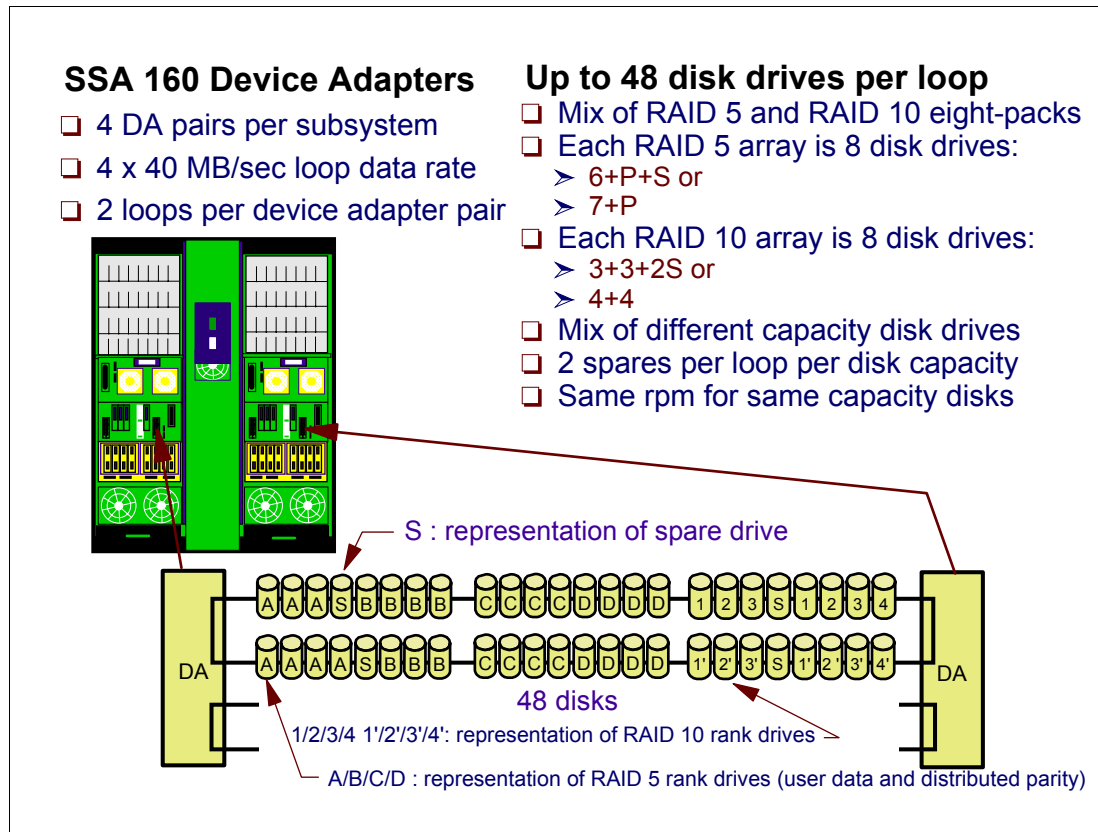 SSA 160 Device Adapters
❑ 4 DA pairs per subsystem
❑ 4 x 40 MB/sec loop data rate
❑ 2 loops per device adapter pair
Up to 48 disk drives per loop
❑ Mix of RAID 5 and RAID 10 eight-packs
❑ Each RAID 5 array is 8 disk drives:
➢ 6+P+S or
➢ 7+P
❑ Each RAID 10 array is 8 disk drives:
➢ 3+3+2S or
➢ 4+4
❑ Mix of different capacity disk drives
❑ 2 spares per loop per disk capacity
❑ Same rpm for same capacity disks
S : representation of spare drive
A A A S B B B B C C C C D D D D 1 2 3 S 1 2 3 4
DA A A A A S B B B C C C C D D D D 1' 2' 3' S 1' 2' 3' 4' DA
48 disks
1/2/3/4 1'/2'/3'/4': representation of RAID 10 rank drives
A/B/C/D : representation of RAID 5 rank drives (user data and distributed parity)